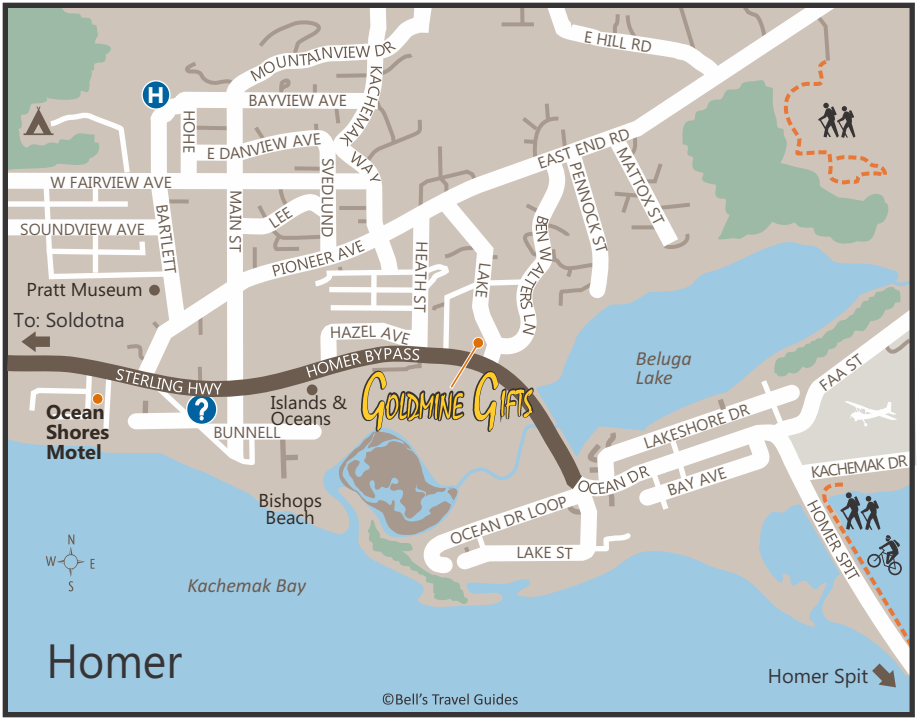 E HILL RD
MOUNTAINVIEW DR
H
BAYVIEW AVE
KACHEMAK WAY
HOHE
E DANVIEW AVE
EAST END RD
W FAIRVIEW AVE
SVEDLUND
PENNOCK ST
MATTOX ST
BARTLETT
MAIN ST
LEE
SOUNDVIEW AVE
PIONEER AVE
HEATH ST
LAKE
BEN WALTERS LN
Pratt Museum
To: Soldotna
HAZEL AVE
HOMER BYPASS
STERLING HWY
Beluga
Lake
FAA ST
GOLDMINE GIFTS
Islands &
Oceans
Ocean
Shores
Motel
?
BUNNELL
LAKESHORE DR
OCEAN DR
BAY AVE
KACHEMAK DR
Bishops
Beach
OCEAN DR LOOP
LAKE ST
HOMER SPIT
N
W E
S
Kachemak Bay
Homer
Homer Spit
©Bell's Travel Guides